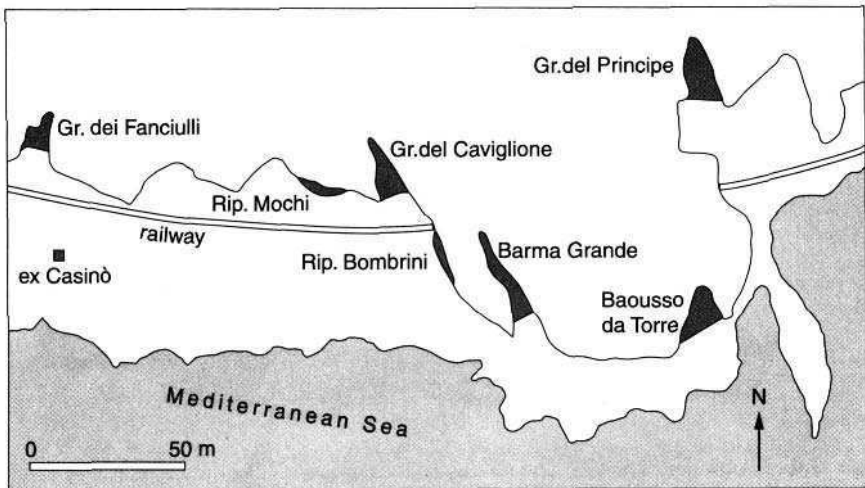 Gr.del Principe
Gr. dei Fanciulli
Gr.del Caviglione
Rip. Mochi
railway
Rip. Bombrini
Barma Grande
ex Casinò
Baousso
da Torre
Mediterranean Sea
N
0 50 m